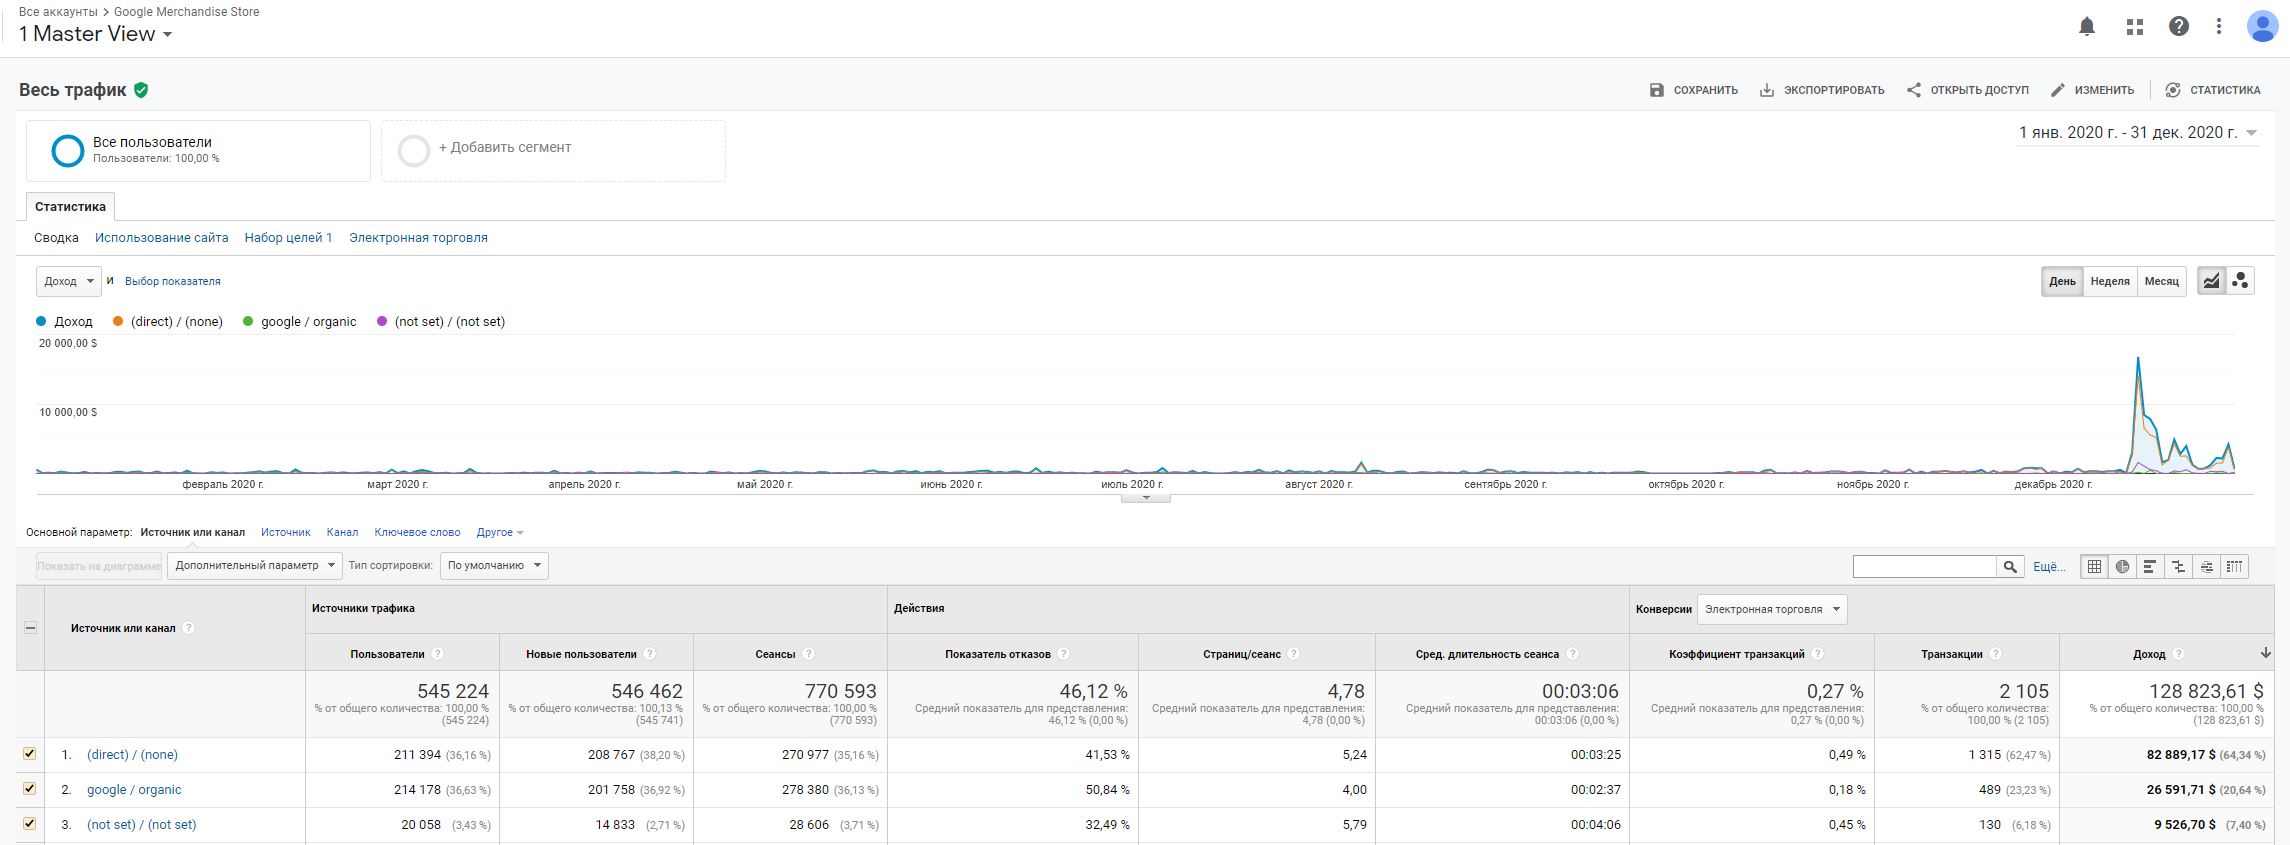 Все аккаунты > Google Merchandise Store
1 Master View
Весь трафик
СОХРАНИТЬ ЭКСПОРТИРОВАТЬ ОТКРЫТЬ ДОСТУП ИЗМЕНИТЬ СТАТИСТИКА
Все пользователи
Пользователи: 100,00 %
+ Добавить сегмент
1 янв. 2020 г. - 31 дек. 2020 г.
Статистика
Сводка Использование сайта Набор целей 1 Электронная торговля
Доход и Выбор показателя
День Неделя Месяц
Доход (direct) / (none) google / organic (not set) / (not set)
20 000,00 $
10 000,00 $
февраль 2020 г. март 2020 г. апрель 2020 г. май 2020 г. июнь 2020 г. июль 2020 г. август 2020 г. сентябрь 2020 г. октябрь 2020 г. ноябрь 2020 г. декабрь 2020 г.
Основной параметр: Источник или канал Источник Канал Ключевое слово Другое
Показать на диаграмме Дополнительный параметр Тип сортировки: По умолчанию Ещё...
Источник или канал ? Источники трафика Действия Конверсии Электронная торговля
Пользователи ? Новые пользователи ? Сеансы ? Показатель отказов ? Страниц/сеанс ? Сред. длительность сеанса ? Коэффициент транзакций ? Транзакции ? Доход ?
545 224 546 462 770 593 46,12 % 4,78 00:03:06 0,27 % 2 105 128 823,61 $
% от общего количества: 100,00 % % от общего количества: 100,13 % % от общего количества: 100,00 % Средний показатель для представления: Средний показатель для представления: Средний показатель для представления: Средний показатель для представления: % от общего количества: % от общего количества: 100,00 %
(545 224) (545 741) (770 593) 46,12 % (0,00 %) 4,78 (0,00 %) 00:03:06 (0,00 %) 0,27 % (0,00 %) 100,00 % (2 105) (128 823,61 $)
1. (direct) / (none) 211 394 (36,16 %) 208 767 (38,20 %) 270 977 (35,16 %) 41,53 % 5,24 00:03:25 0,49 % 1 315 (62,47 %) 82 889,17 $ (64,34 %)
2. google / organic 214 178 (36,63 %) 201 758 (36,92 %) 278 380 (36,13 %) 50,84 % 4,00 00:02:37 0,18 % 489 (23,23 %) 26 591,71 $ (20,64 %)
3. (not set) / (not set) 20 058 (3,43 %) 14 833 (2,71 %) 28 606 (3,71 %) 32,49 % 5,79 00:04:06 0,45 % 130 (6,18 %) 9 526,70 $ (7,40 %)